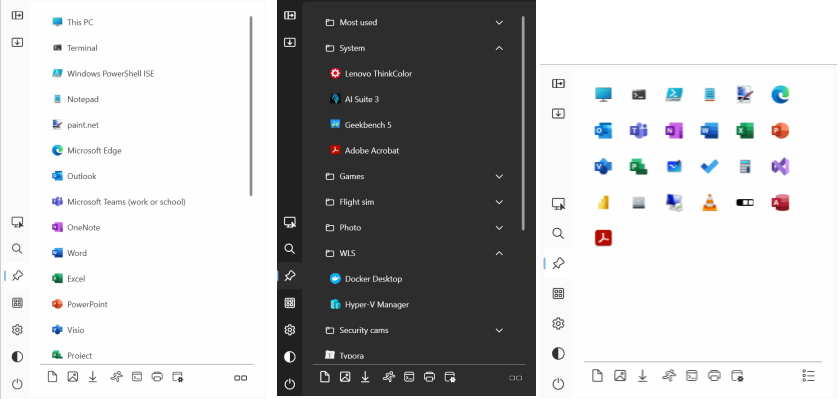 This PC
Terminal
Windows PowerShell ISE
Notepad
paint.net
Microsoft Edge
Outlook
Microsoft Teams (work or school)
OneNote
Word
Excel
PowerPoint
Visio
Project
Most used
System
Lenovo ThinkColor
AI Suite 3
Geekbench 5
Adobe Acrobat
Games
Flight sim
Photo
WLS
Docker Desktop
Hyper-V Manager
Security cams
Typora